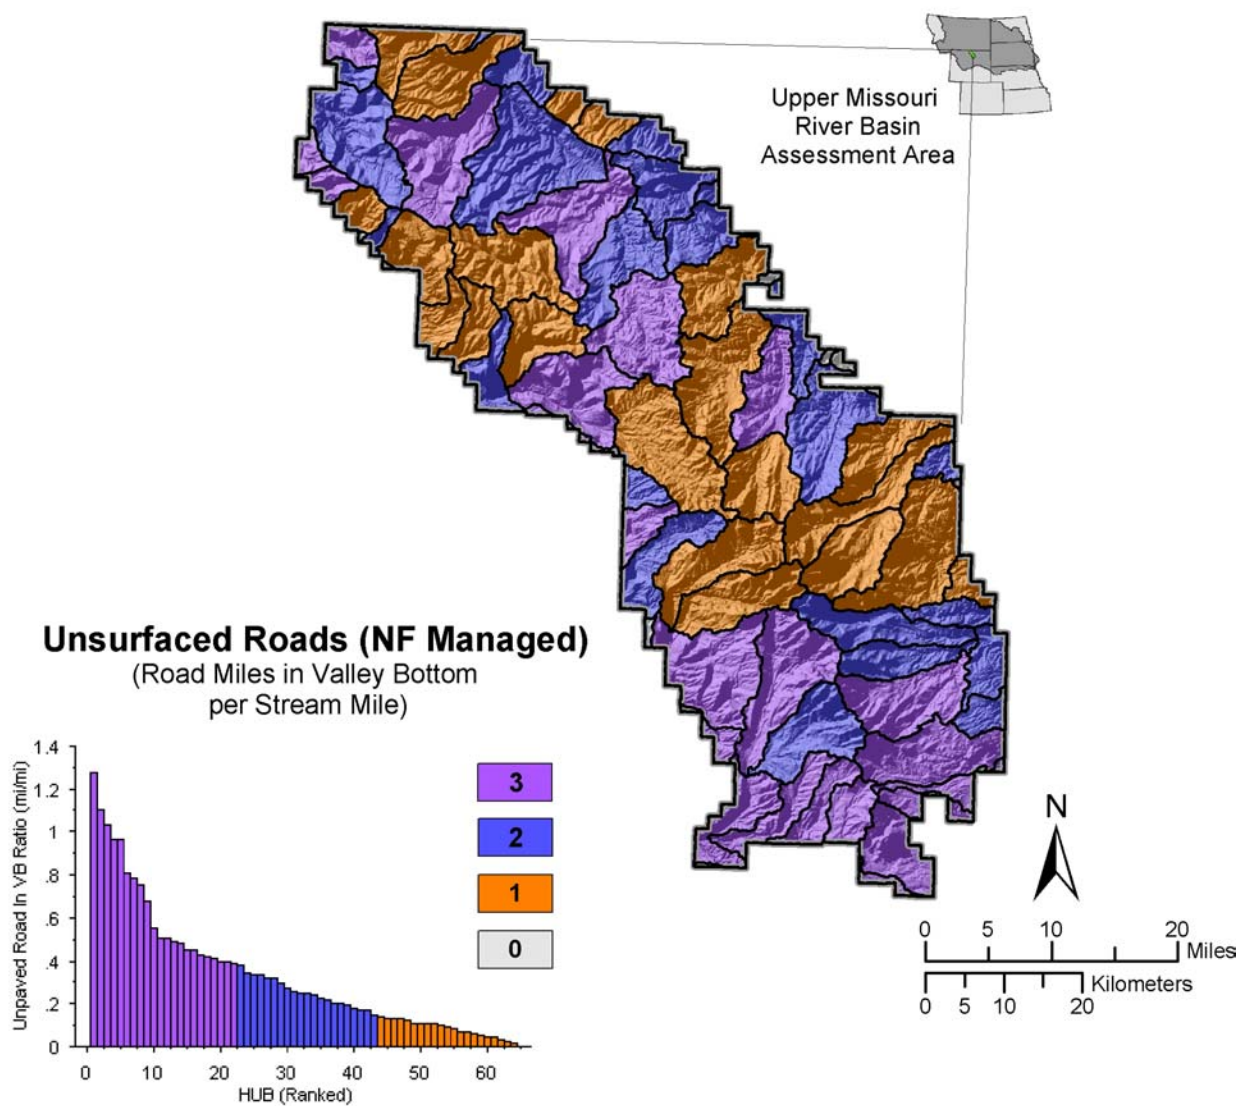 Upper Missouri
River Basin
Assessment Area
Unsurfaced Roads (NF Managed)
(Road Miles in Valley Bottom
per Stream Mile)
Unpaved Road In VB Ratio (mi/mi)
1.4
1.2
1
.8
.6
.4
.2
0
0 10 20 30 40 50 60
HUB (Ranked)
3
2
1
0
N
0 5 10 20
Miles
Kilometers
0 5 10 20